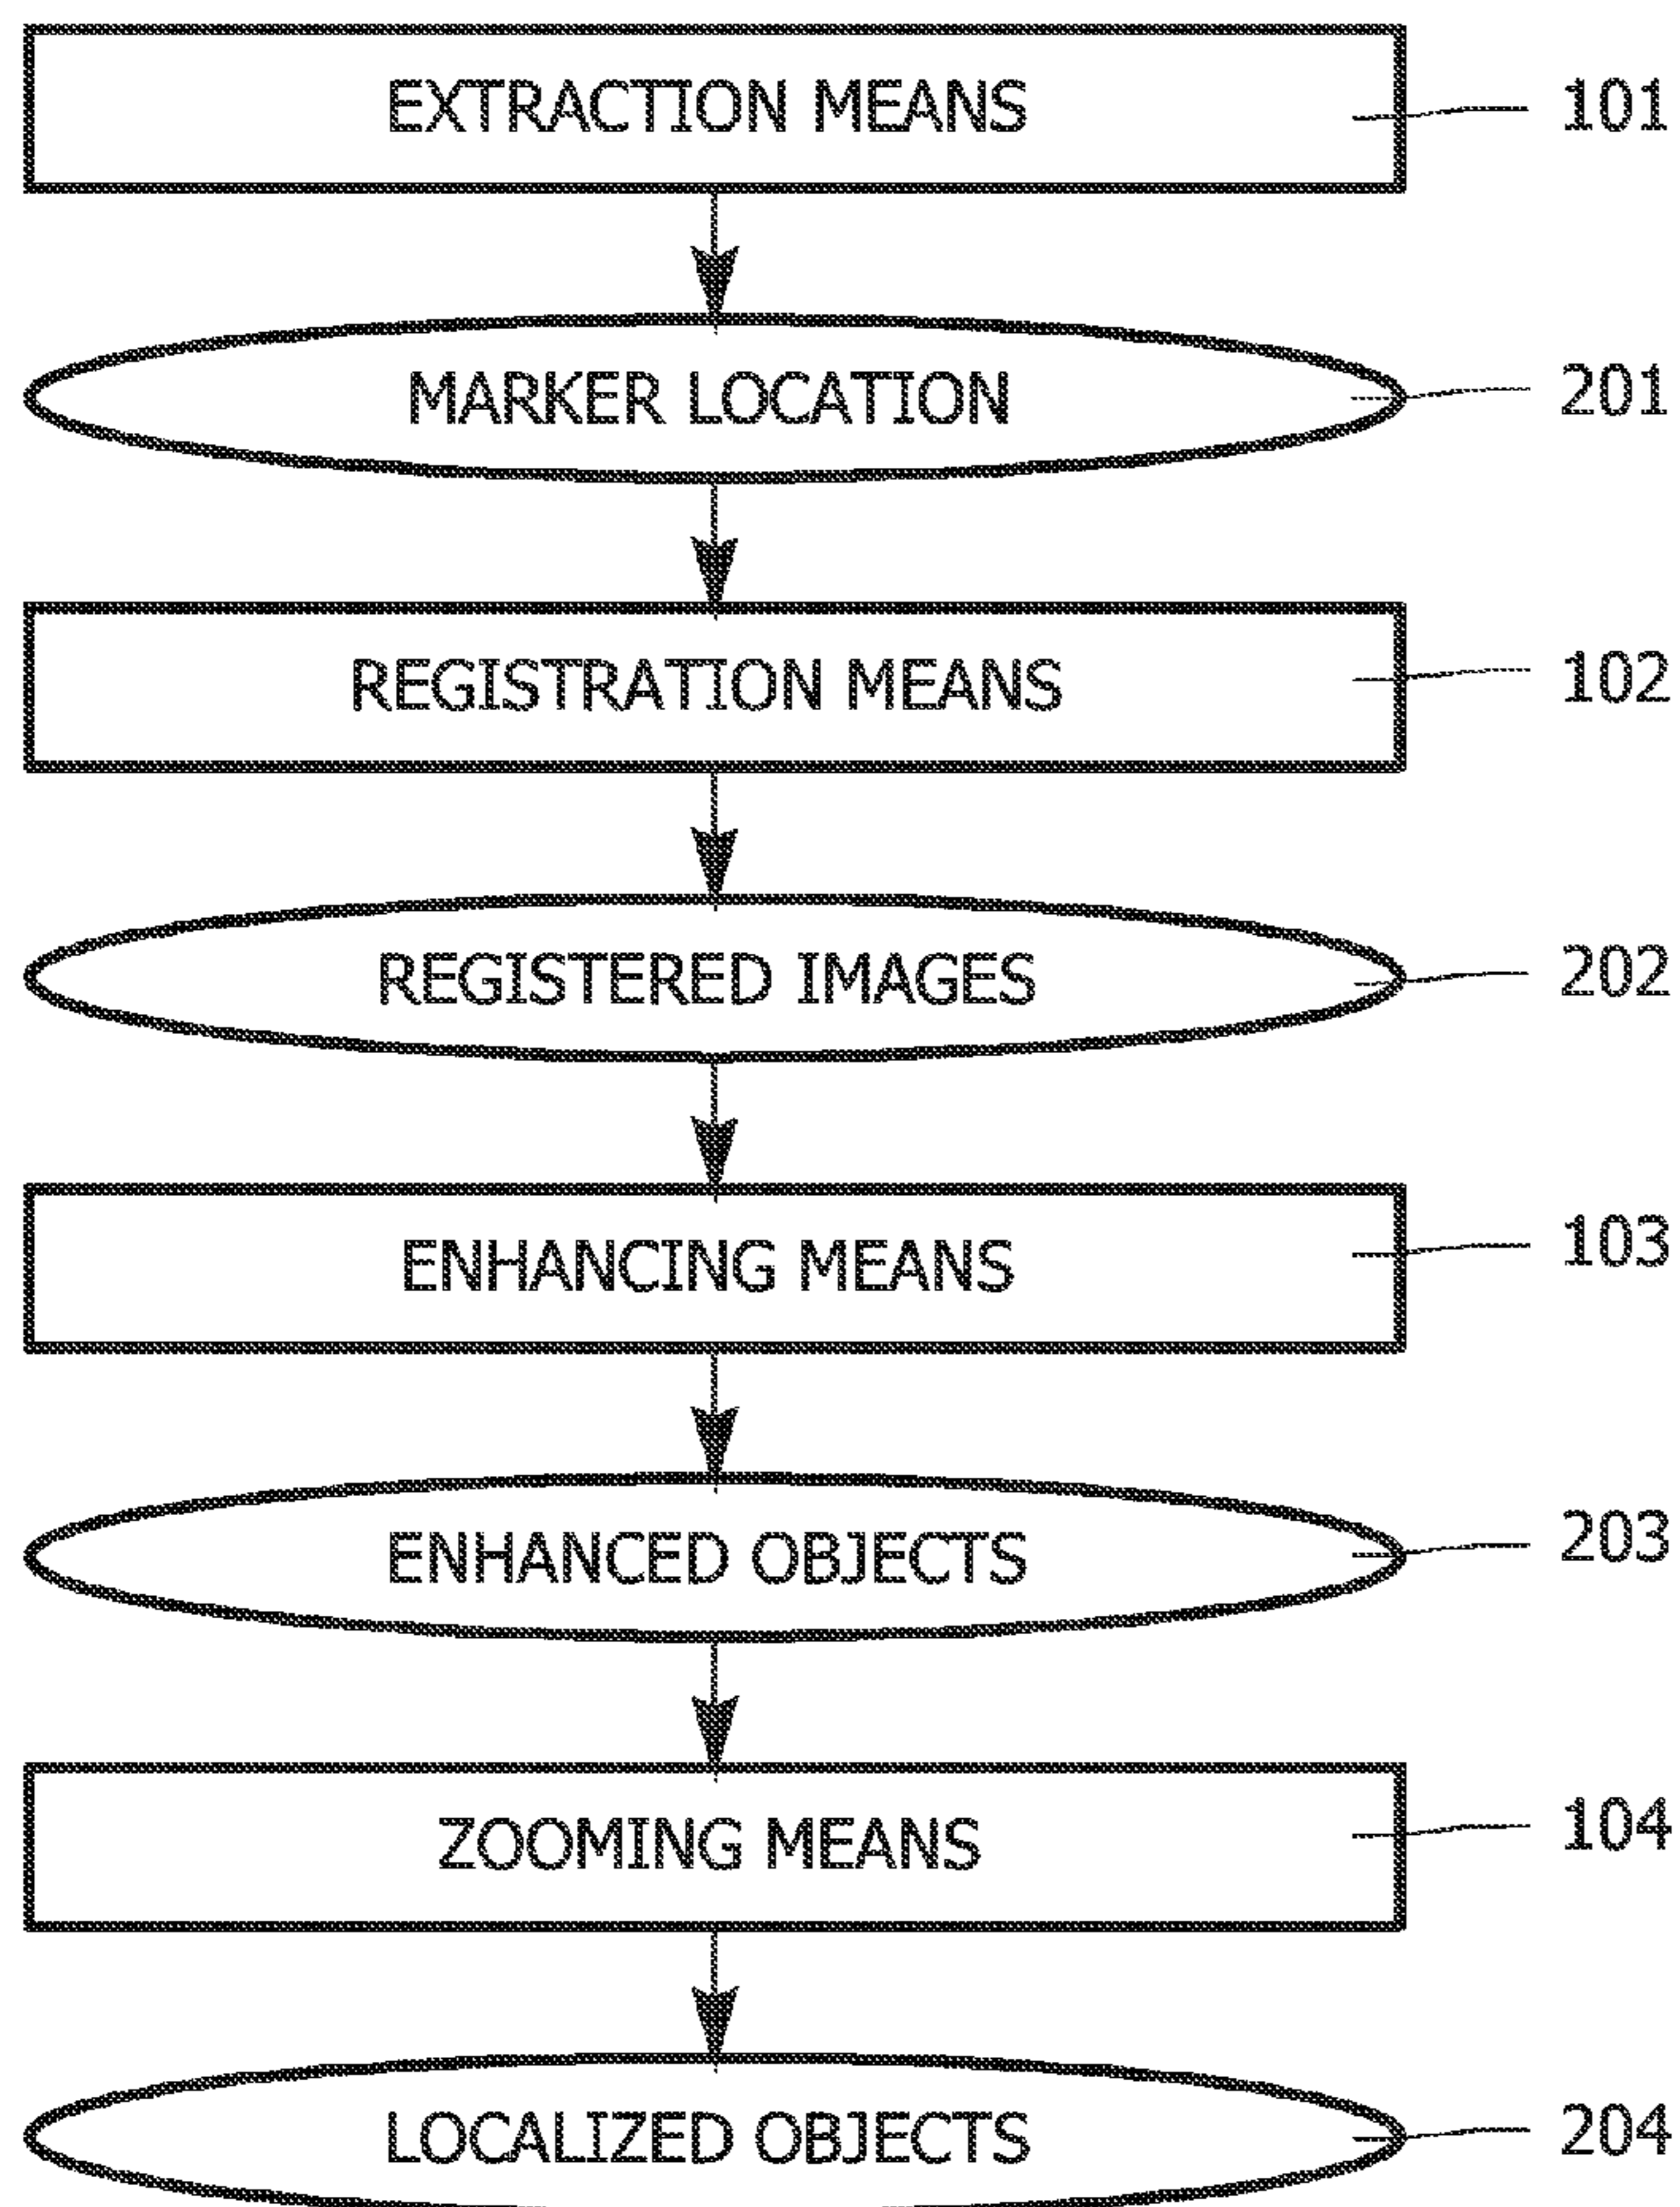 EXTRACTION MEANS 101
MARKER LOCATION 201
REGISTRATION MEANS 102
REGISTERED IMAGES 202
ENHANCING MEANS 103
ENHANCED OBJECTS 203
ZOOMING MEANS 104
LOCALIZED OBJECTS 204